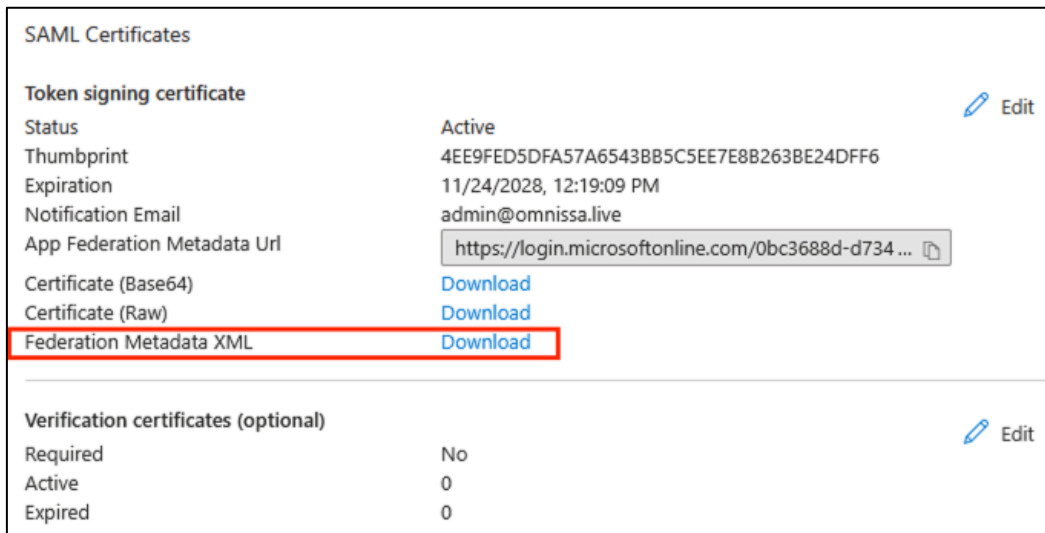 SAML Certificates
Token signing certificate
Edit
Status Active
Thumbprint 4EE9FED5DFA57A6543BB5C5EE7E8B263BE24DFF6
Expiration 11/24/2028, 12:19:09 PM
Notification Email admin@omnissa.live
App Federation Metadata Url https://login.microsoftonline.com/0bc3688d-d734 ...
Certificate (Base64) Download
Certificate (Raw) Download
Federation Metadata XML Download
Verification certificates (optional)
Edit
Required No
Active 0
Expired 0